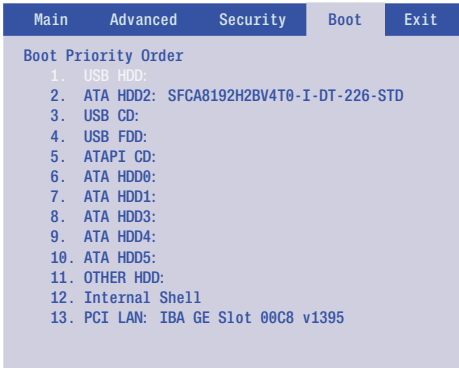 Main Advanced Security Boot Exit
Boot Priority Order
1. USB HDD:
2. ATA HDD2: SFCA8192H2BV4T0-I-DT-226-STD
3. USB CD:
4. USB FDD:
5. ATAPI CD:
6. ATA HDD0:
7. ATA HDD1:
8. ATA HDD3:
9. ATA HDD4:
10. ATA HDD5:
11. OTHER HDD:
12. Internal Shell
13. PCI LAN: IBA GE Slot 00C8 v1395